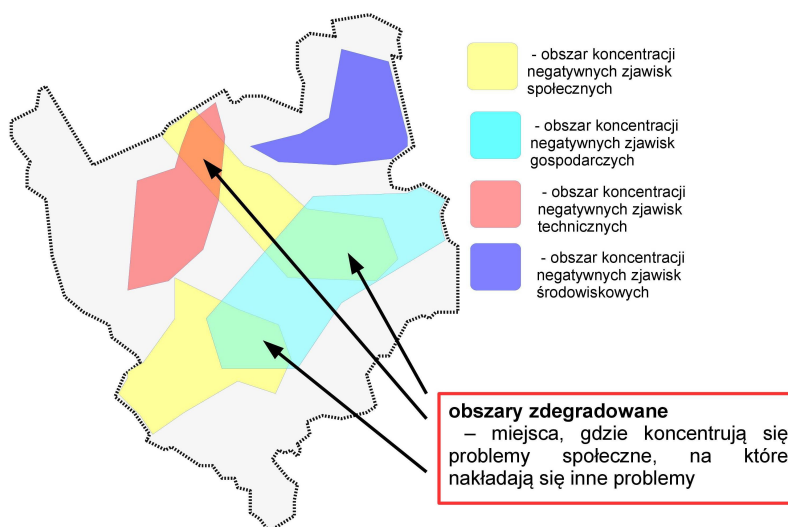 - obszar koncentracji
negatywnych zjawisk
społecznych
- obszar koncentracji
negatywnych zjawisk
gospodarczych
- obszar koncentracji
negatywnych zjawisk
technicznych
- obszar koncentracji
negatywnych zjawisk
środowiskowych
obszary zdegradowane
– miejsca, gdzie koncentrują się
problemy społeczne, na które
nakładają się inne problemy